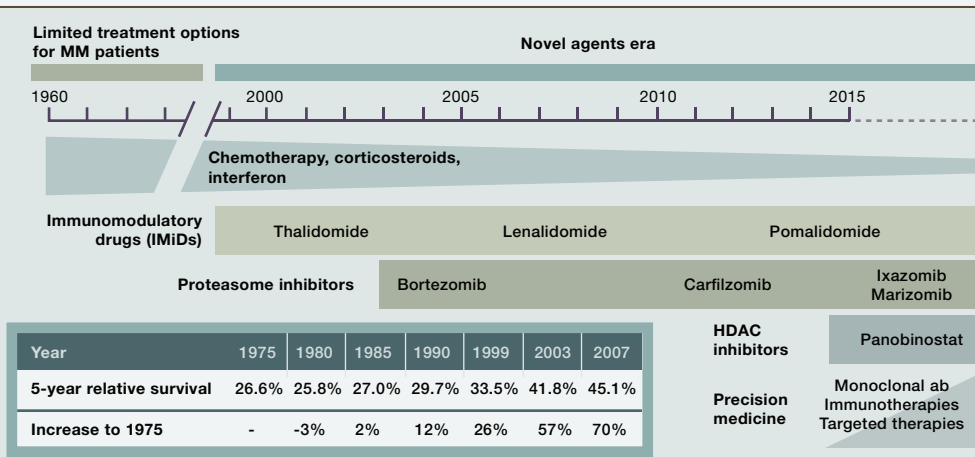 Limited treatment options
for MM patients
Novel agents era
1960 2000 2005 2010 2015
Chemotherapy, corticosteroids,
interferon
Immunomodulatory
drugs (IMiDs)
Thalidomide Lenalidomide Pomalidomide
Proteasome inhibitors
Bortezomib Carfilzomib
Ixazomib
Marizomib
HDAC
inhibitors
Panobinostat
Precision
medicine
Monoclonal ab
Immunotherapies
Targeted therapies
Year 1975 1980 1985 1990 1999 2003 2007
5-year relative survival 26.6% 25.8% 27.0% 29.7% 33.5% 41.8% 45.1%
Increase to 1975 - -3% 2% 12% 26% 57% 70%